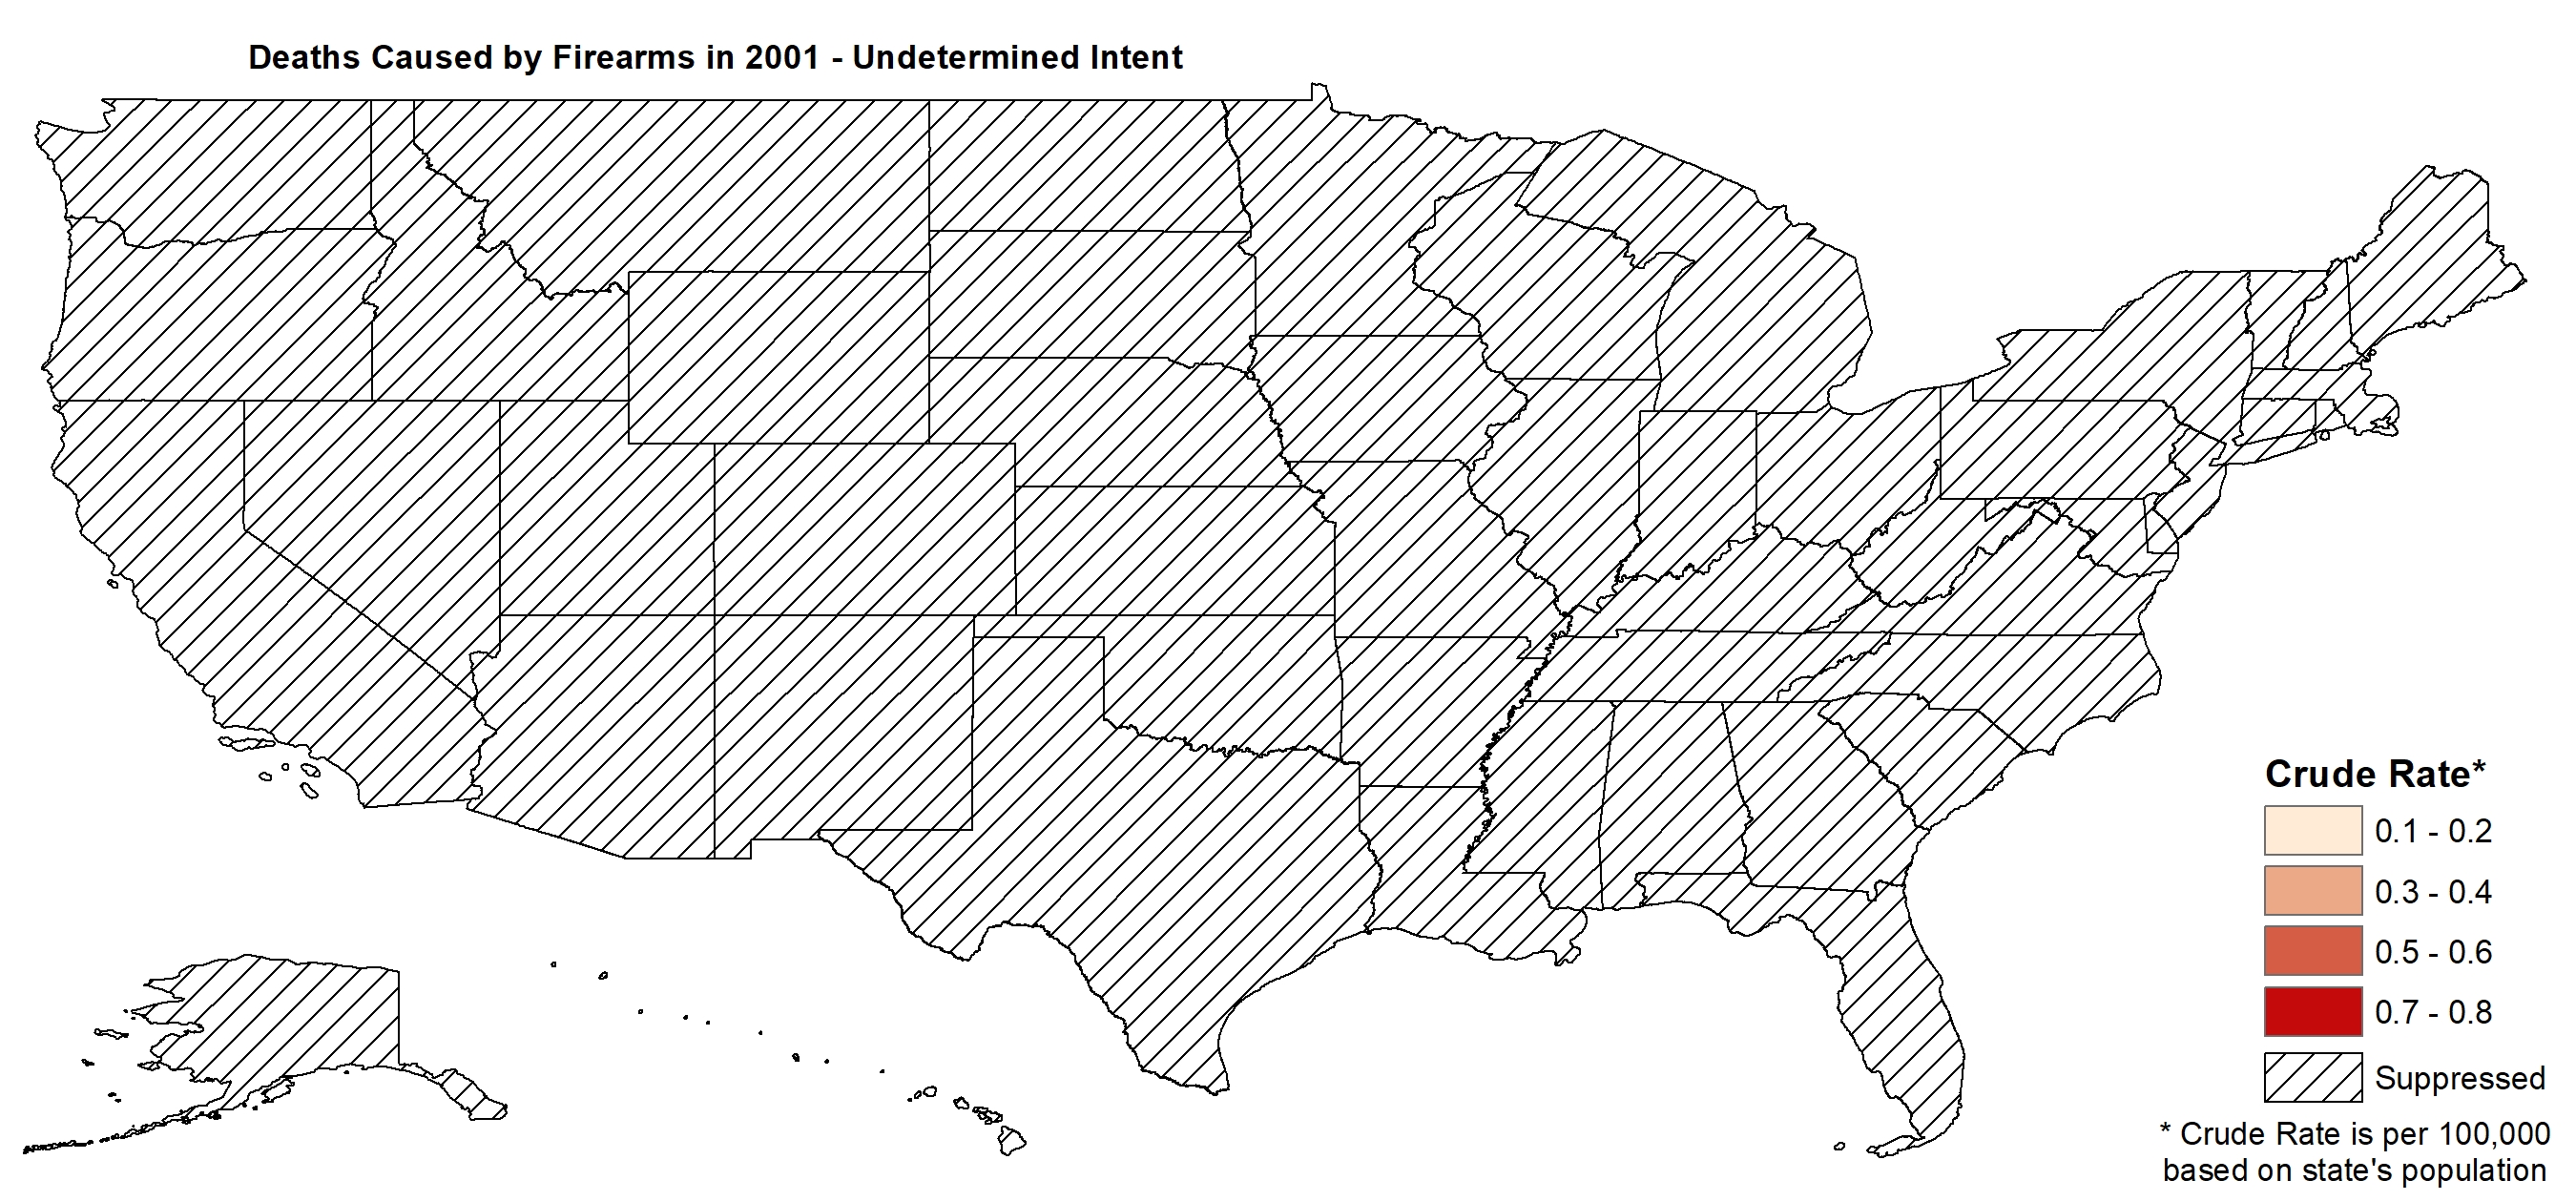 Deaths Caused by Firearms in 2001 - Undetermined Intent
Crude Rate*
0.1 - 0.2
0.3 - 0.4
0.5 - 0.6
0.7 - 0.8
Suppressed
* Crude Rate is per 100,000
based on state's population